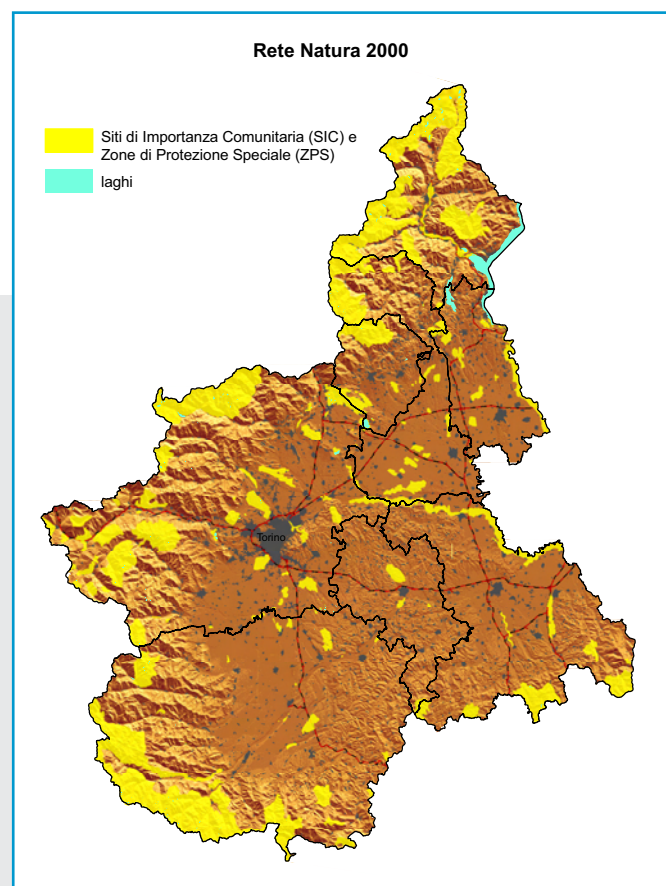 Rete Natura 2000
Siti di Importanza Comunitaria (SIC) e
Zone di Protezione Speciale (ZPS)
laghi
Torino